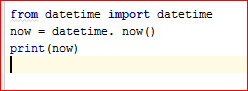 from datetime import datetime
now = datetime. now()
print(now)